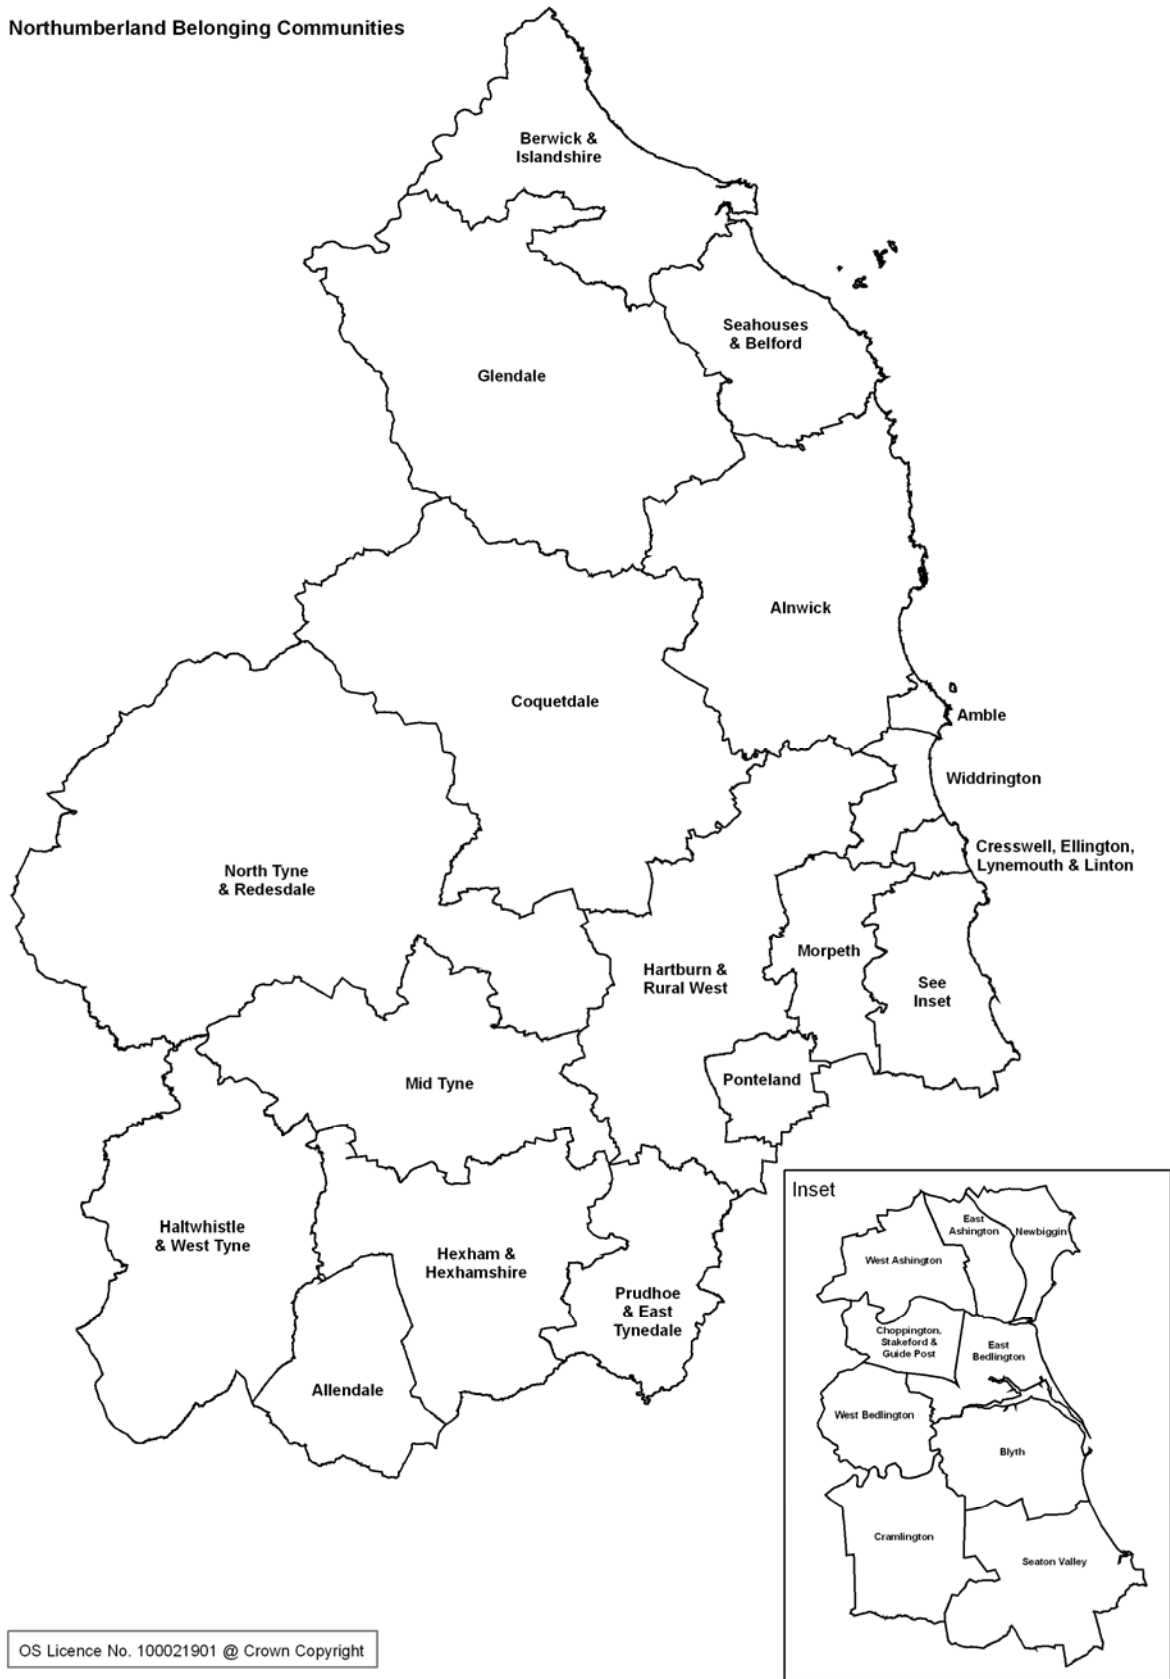 Northumberland Belonging Communities
Berwick &
Islandshire
Seahouses
& Belford
Glendale
Alnwick
Coquetdale
Amble
Widdrington
Cresswell, Ellington,
Lynemouth & Linton
North Tyne
& Redesdale
Morpeth
Hartburn &
Rural West
See
Inset
Ponteland
Mid Tyne
Haltwhistle
& West Tyne
Hexham &
Hexhamshire
Prudhoe
& East
Tynedale
Allendale
Inset
East
Ashington
Newbiggin
West Ashington
Choppington,
Stakeford &
Guide Post
East
Bedlington
West Bedlington
Blyth
Cramlington
Seaton Valley
OS Licence No. 100021901 @ Crown Copyright